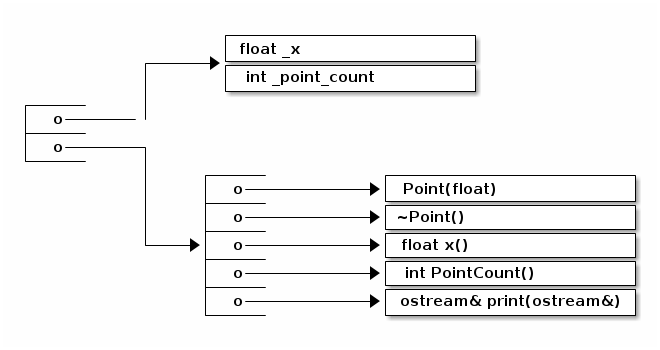 float _x
int _point_count
o
o
o
Point(float)
o
~Point()
o
float x()
o
int PointCount()
o
ostream& print(ostream&)